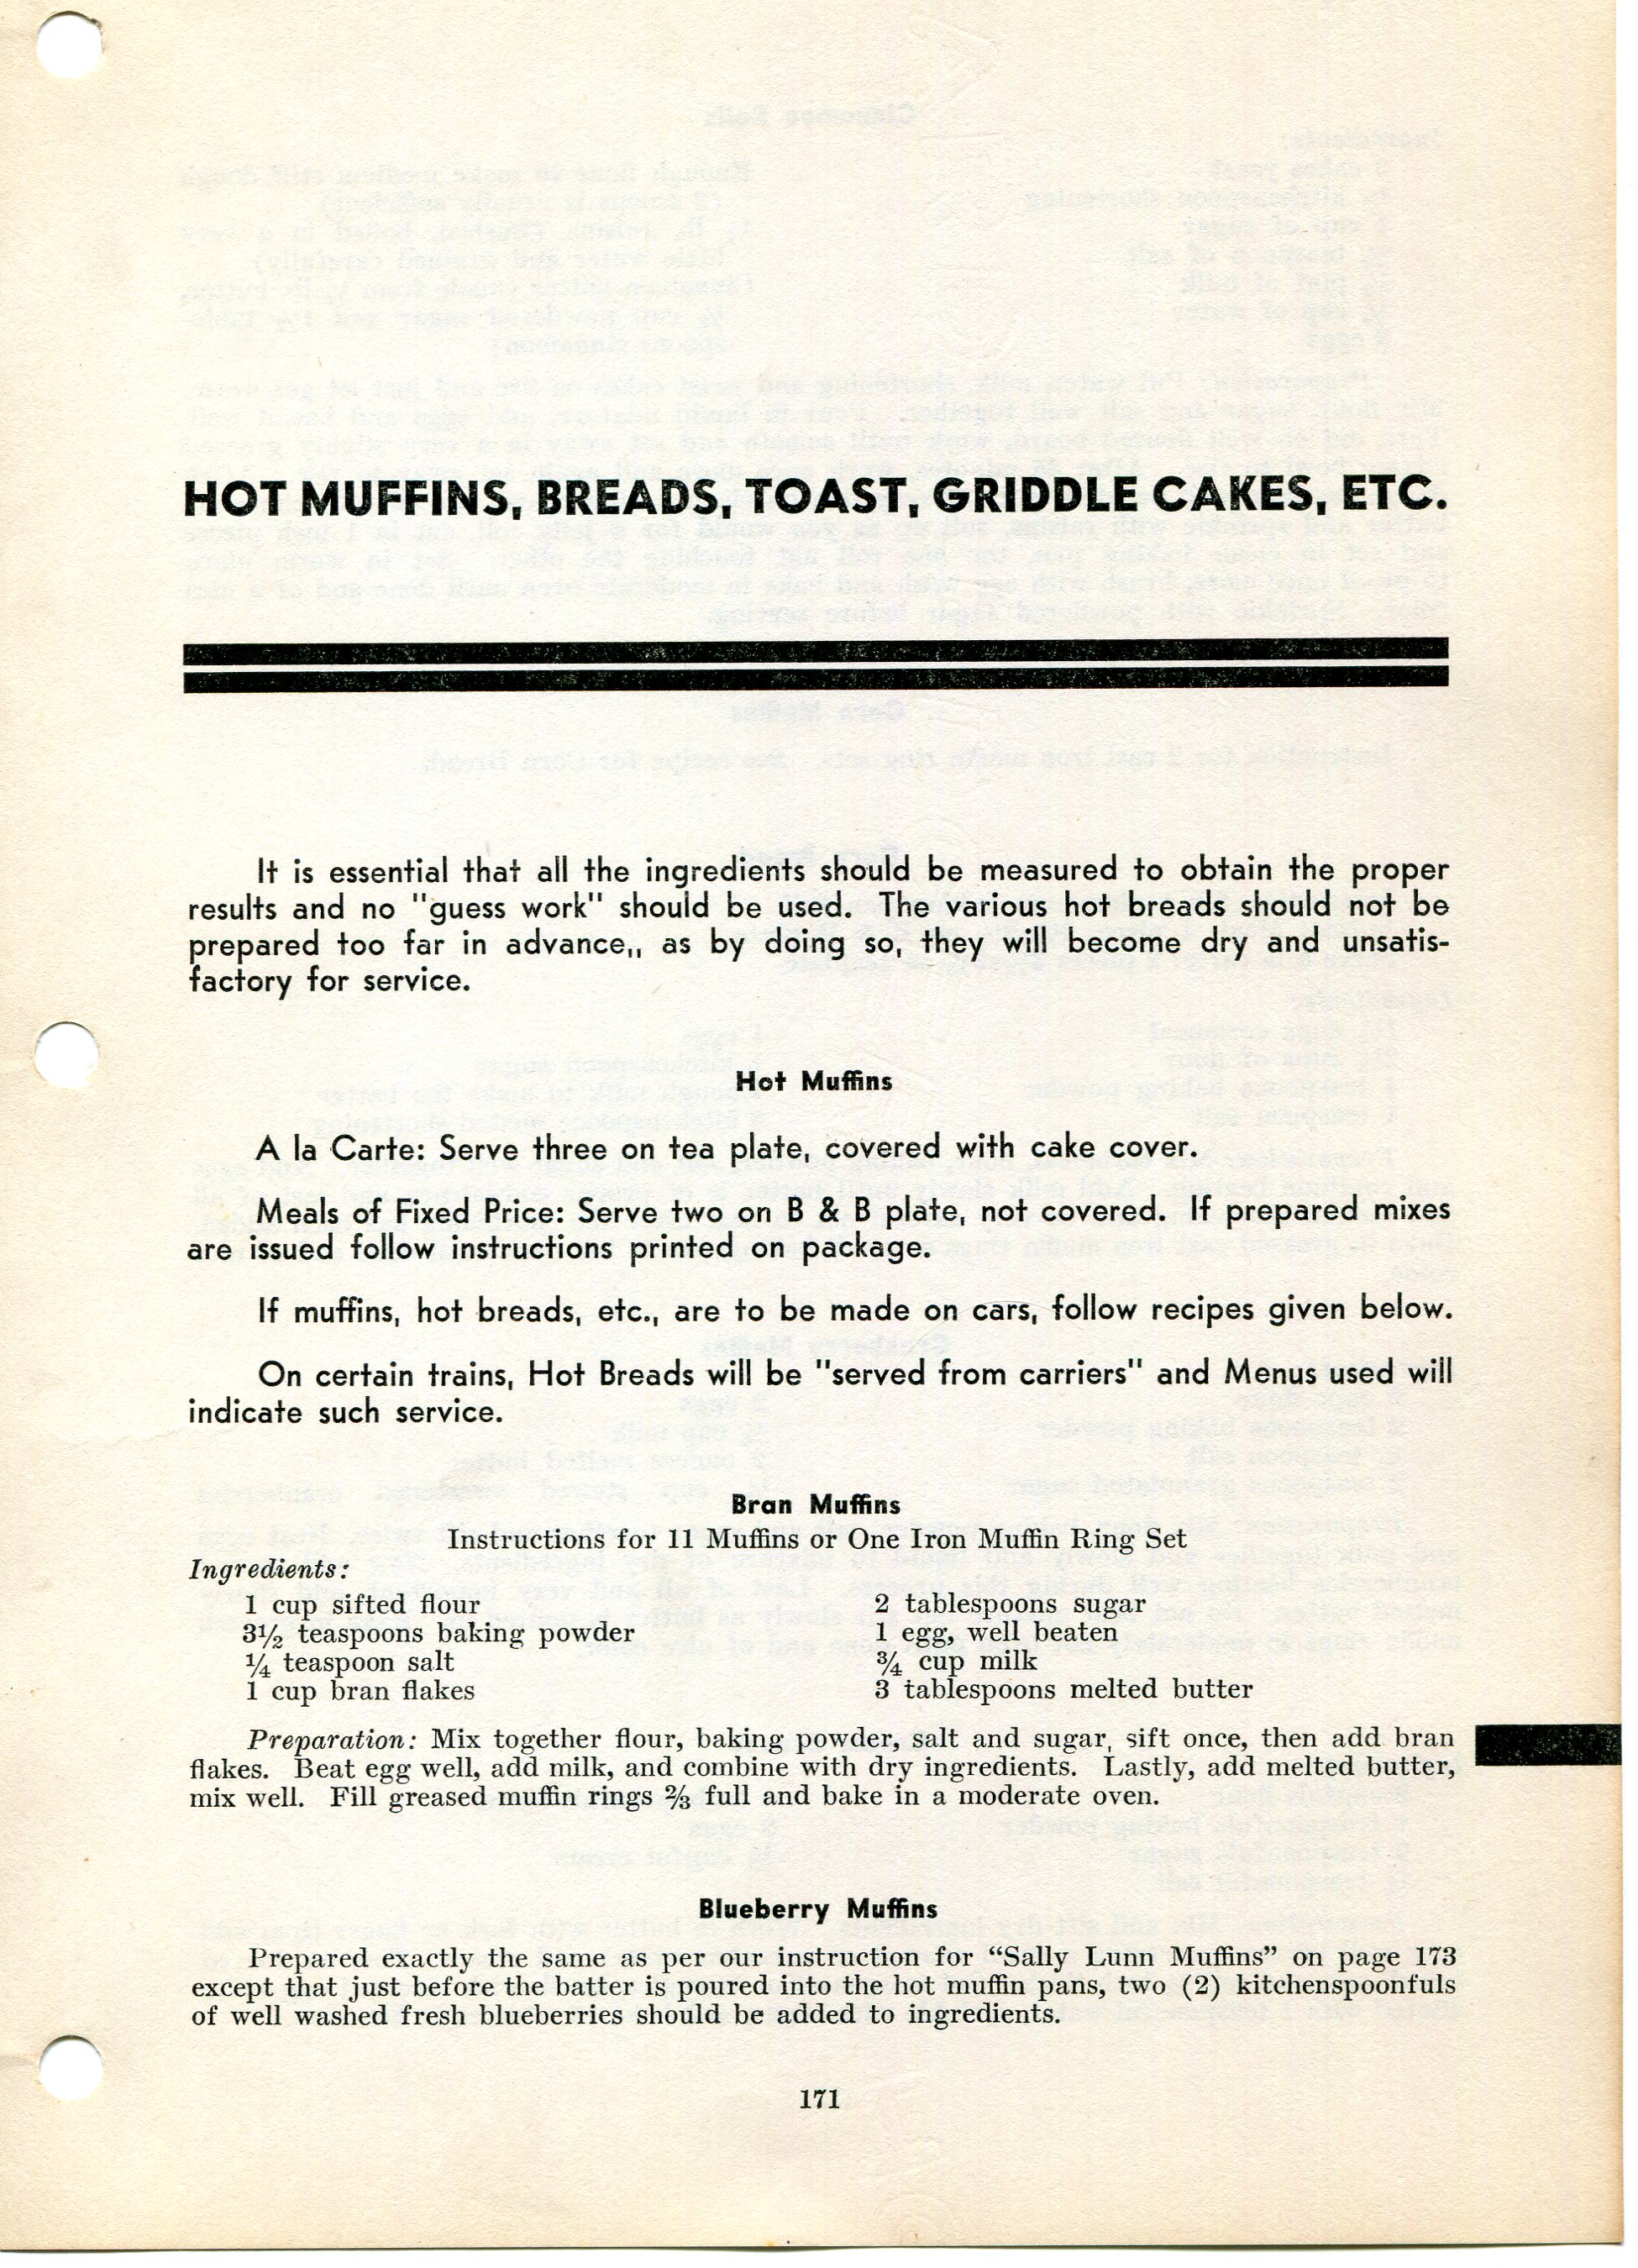 HOT MUFFINS, BREADS, TOAST, GRIDDLE CAKES, ETC.
It is essential that all the ingredients should be measured to obtain the proper
results and no "guess work" should be used. The various hot breads should not be
prepared too far in advance,, as by doing so, they will become dry and unsatis-
factory for service.
Hot Muffins
A la Carte: Serve three on tea plate, covered with cake cover.
Meals of Fixed Price: Serve two on B & B plate, not covered. If prepared mixes
are issued follow instructions printed on package.
If muffins, hot breads, etc., are to be made on cars, follow recipes given below.
On certain trains, Hot Breads will be "served from carriers" and Menus used will
indicate such service.
Bran Muffins
Instructions for 11 Muffins or One Iron Muffin Ring Set
Ingredients:
1 cup sifted flour
3½ teaspoons baking powder
¼ teaspoon salt
1 cup bran flakes
2 tablespoons sugar
1 egg, well beaten
¾ cup milk
3 tablespoons melted butter
Preparation: Mix together flour, baking powder, salt and sugar, sift once, then add bran
flakes. Beat egg well, add milk, and combine with dry ingredients. Lastly, add melted butter,
mix well. Fill greased muffin rings ⅔ full and bake in a moderate oven.
Blueberry Muffins
Prepared exactly the same as per our instruction for “Sally Lunn Muffins” on page 173
except that just before the batter is poured into the hot muffin pans, two (2) kitchenspoonfuls
of well washed fresh blueberries should be added to ingredients.
171